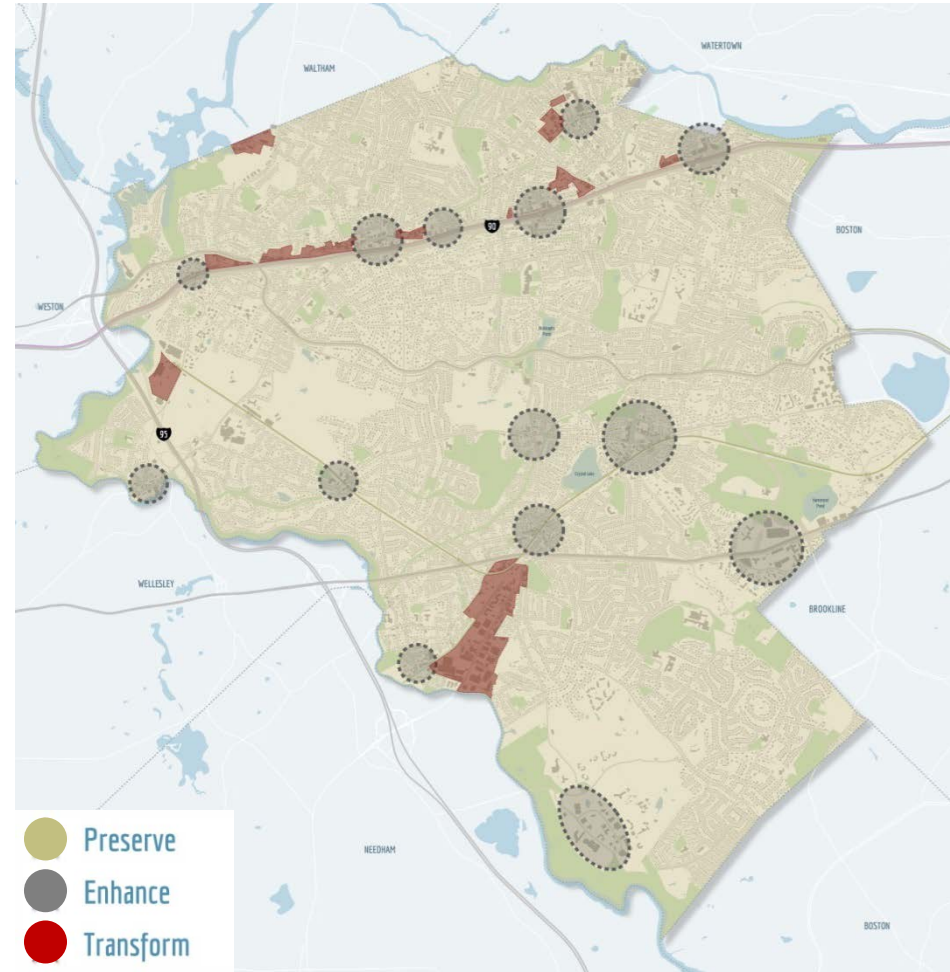 WATERTOWN
WALTHAM
90
BOSTON
WESTON
95
WELLESLEY
BROOKLINE
NEEDHAM
BOSTON
Preserve
Enhance
Transform